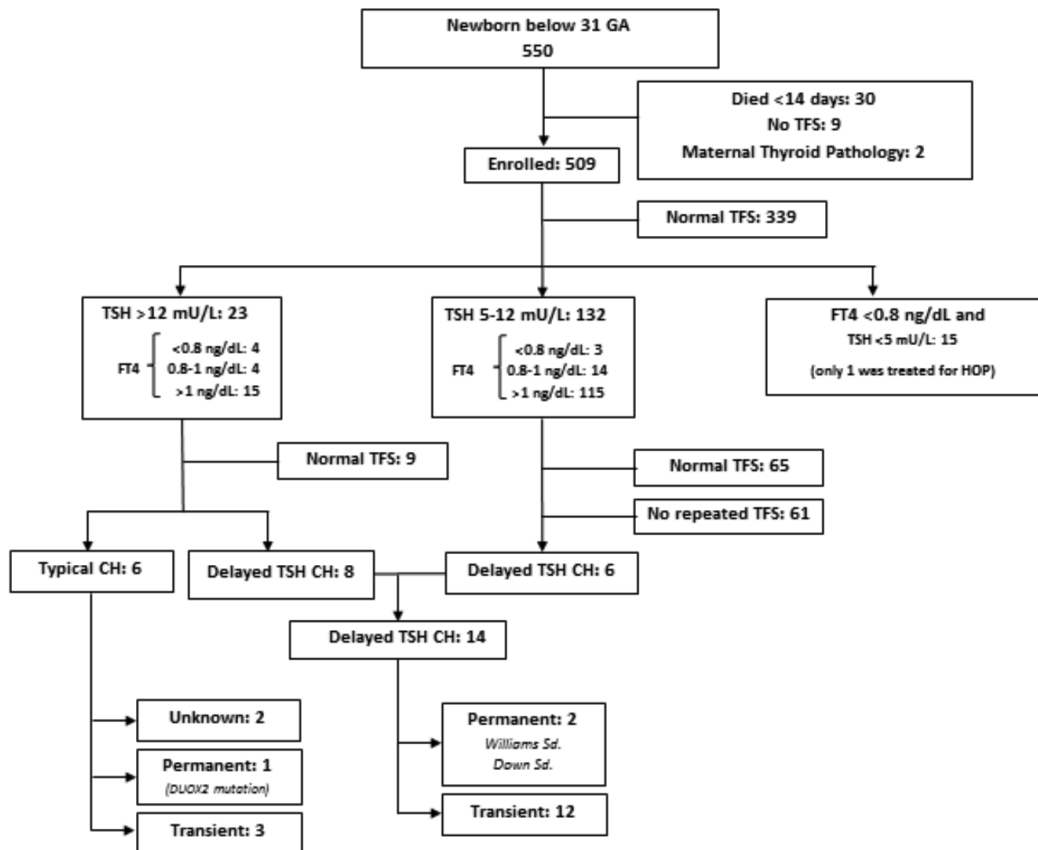 Newborn below 31 GA
550
Died <14 days: 30
No TFS: 9
Maternal Thyroid Pathology: 2
Enrolled: 509
Normal TFS: 339
TSH >12 mU/L: 23
FT4
<0.8 ng/dL: 4
0.8-1 ng/dL: 4
>1 ng/dL: 15
TSH 5-12 mU/L: 132
FT4
<0.8 ng/dL: 3
0.8-1 ng/dL: 14
>1 ng/dL: 115
FT4 <0.8 ng/dL and
TSH <5 mU/L: 15
(only 1 was treated for HOP)
Normal TFS: 9
Normal TFS: 65
No repeated TFS: 61
Typical CH: 6
Delayed TSH CH: 8
Delayed TSH CH: 6
Delayed TSH CH: 14
Unknown: 2
Permanent: 1
(DUOX2 mutation)
Transient: 3
Permanent: 2
Williams Sd.
Down Sd.
Transient: 12